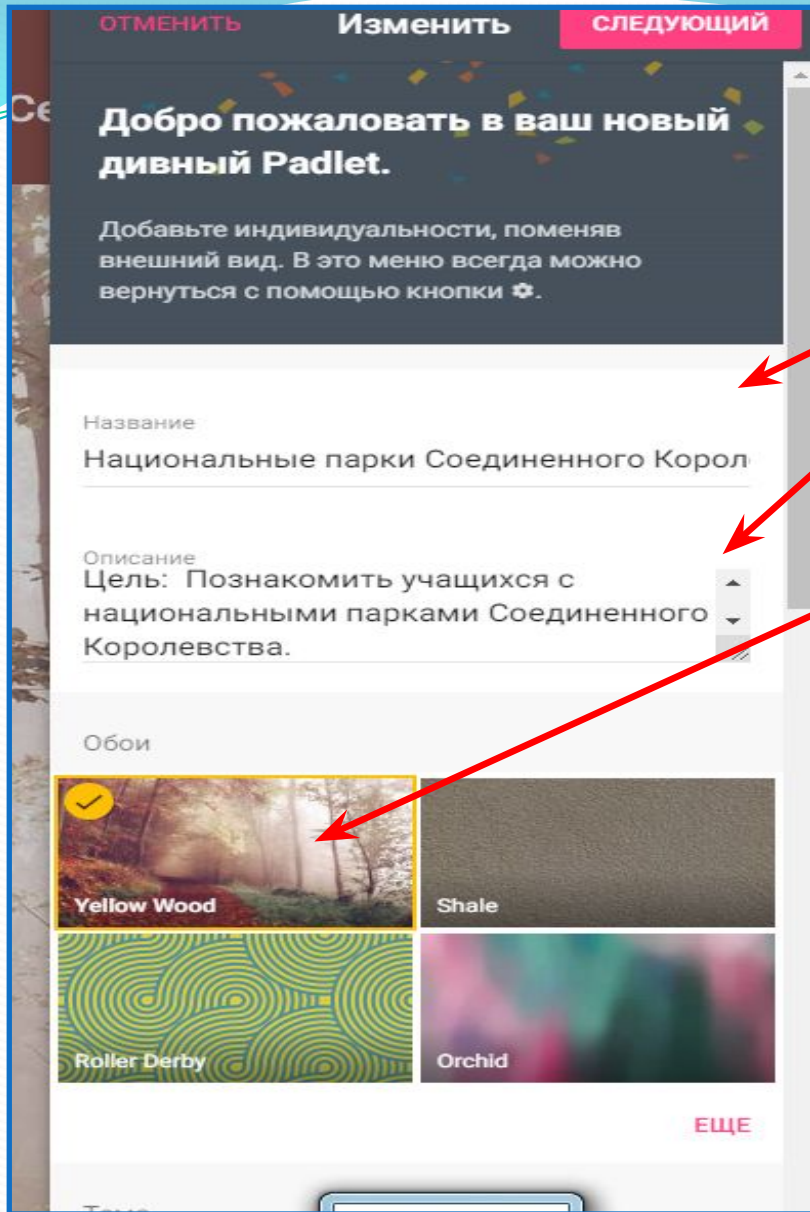 ОТМЕНИТЬ Изменить СЛЕДУЮЩИЙ
Се
Добро пожаловать в ваш новый
дивный Padlet.
Добавьте индивидуальности, поменяв
внешний вид. В это меню всегда можно
вернуться с помощью кнопки ⚙.
Название
Национальные парки Соединенного Корол
Описание
Цель: Познакомить учащихся с
национальными парками Соединенного
Королевства.
Обои
Yellow Wood Shale
Roller Derby Orchid
ЕЩЕ